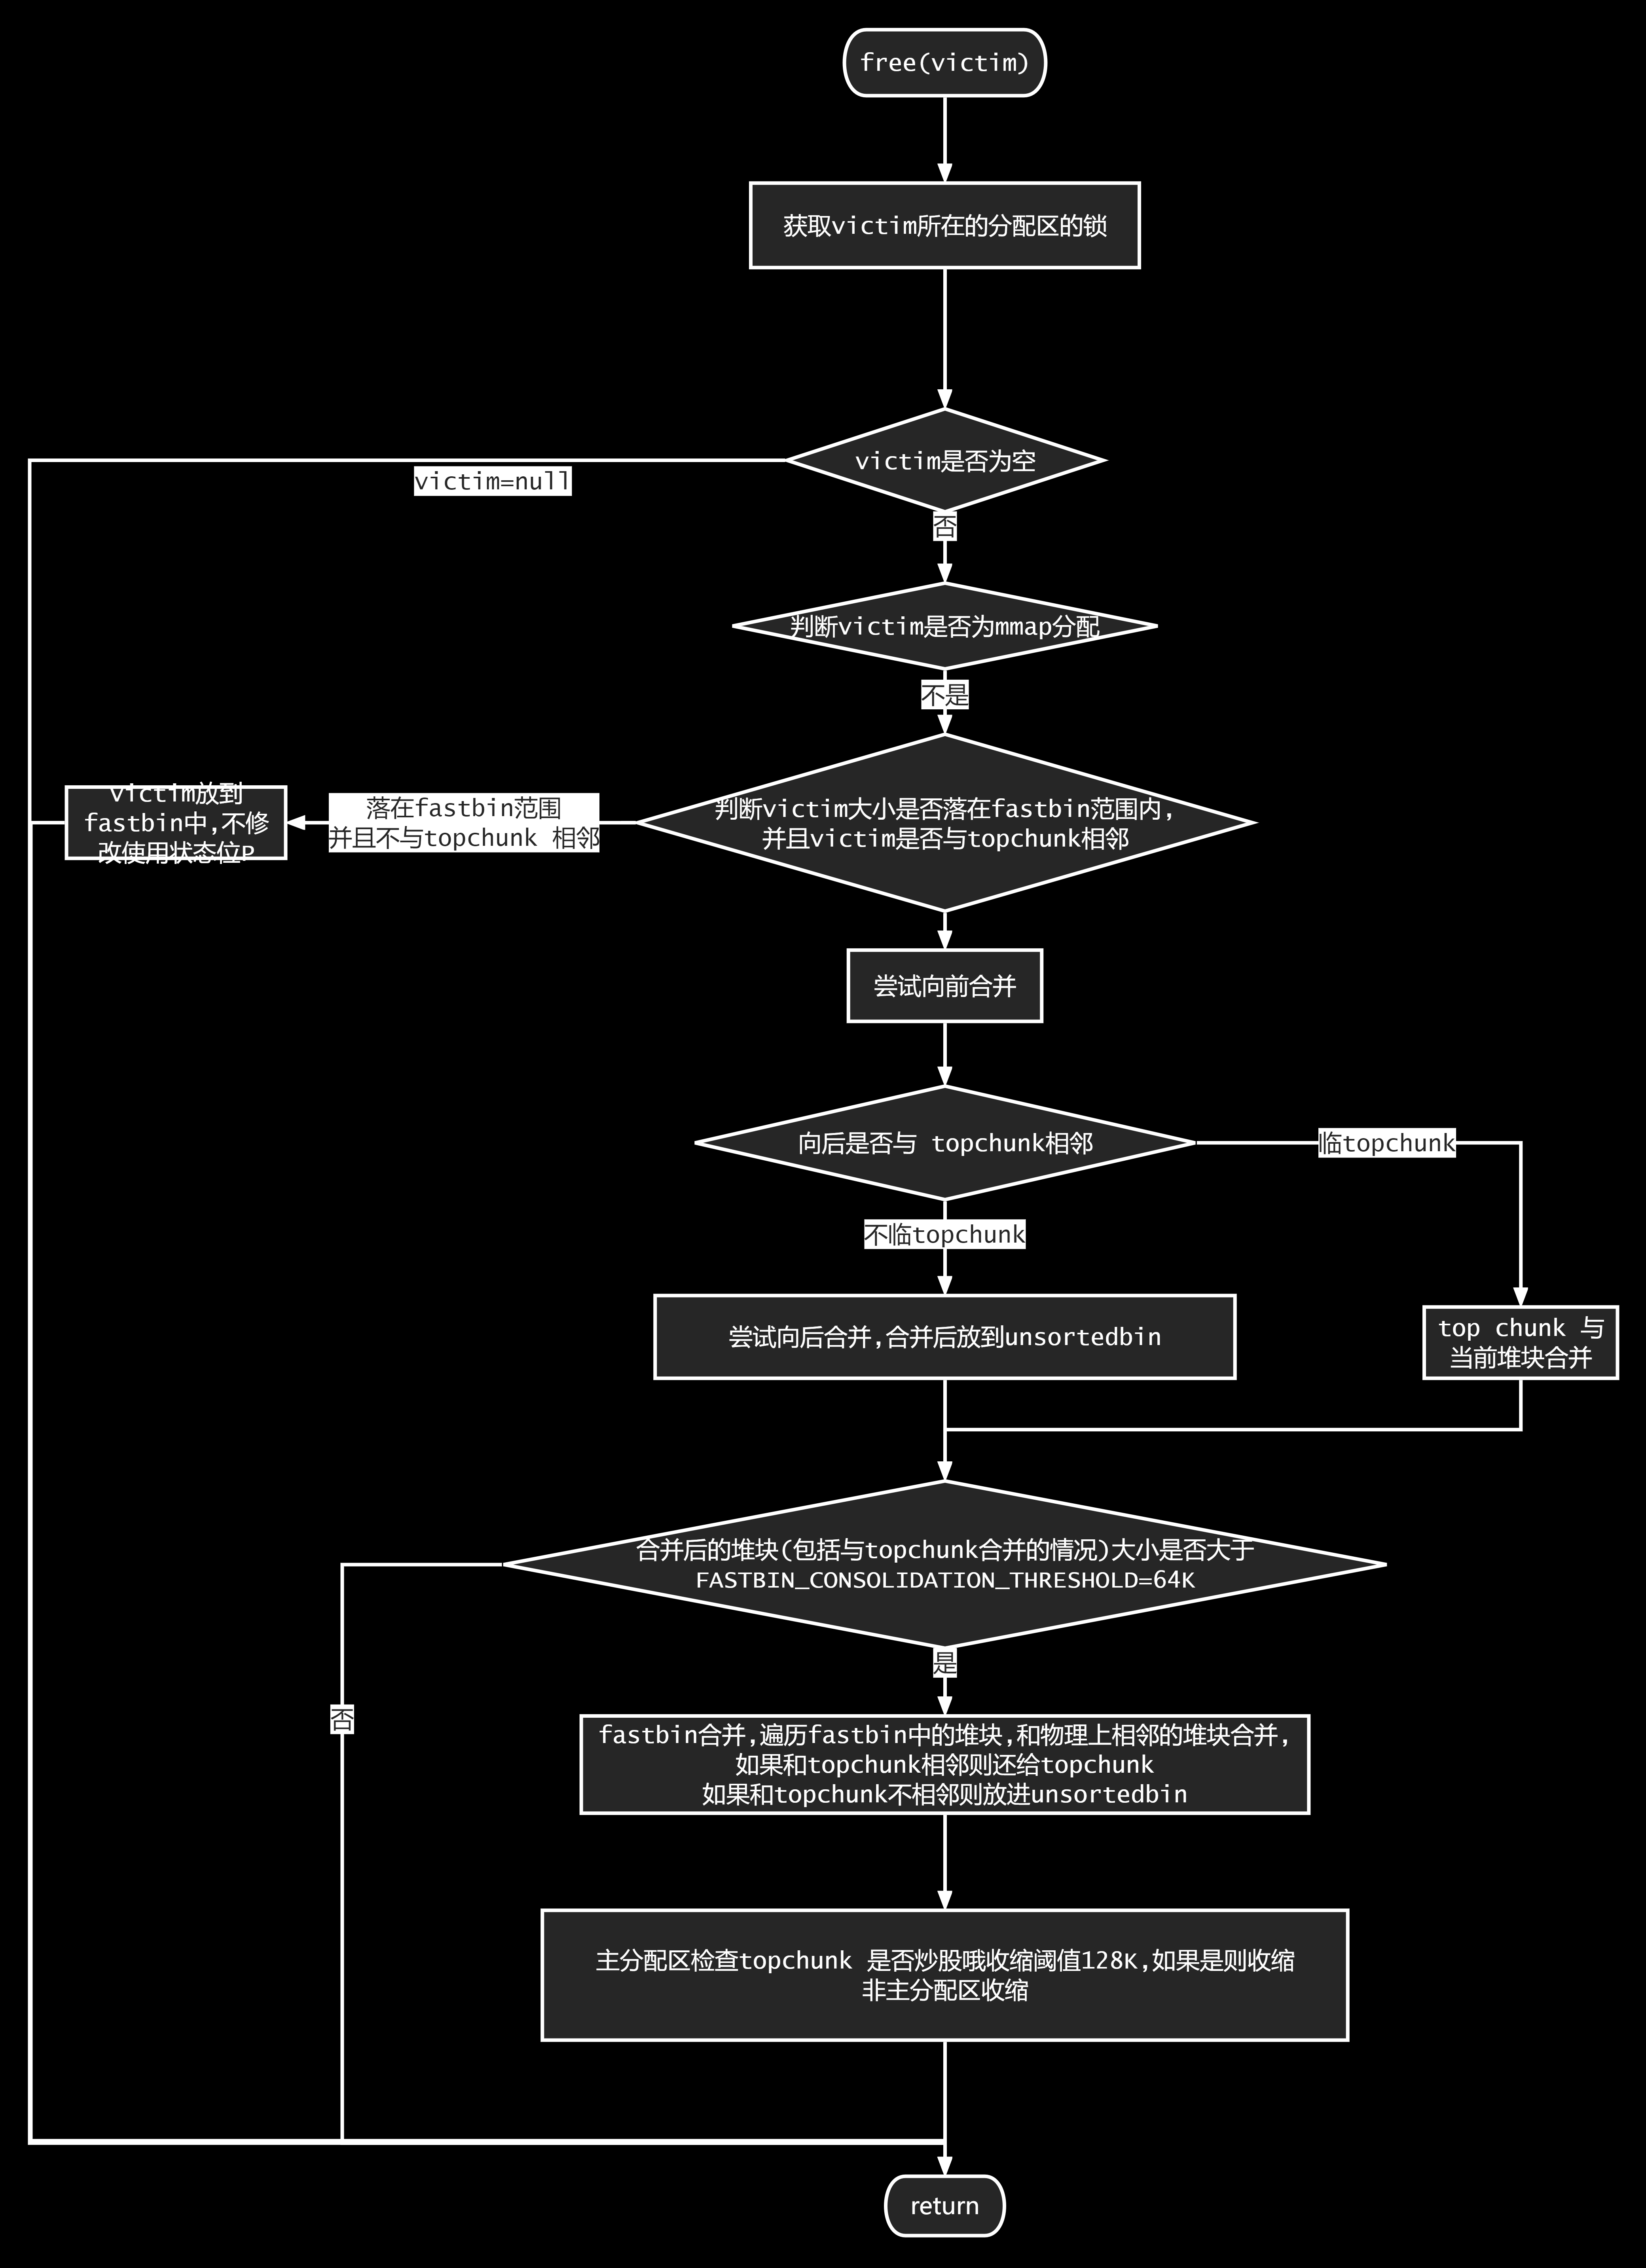 free(victim)
获取victim所在的分配区的锁
victim是否为空
victim=null
否
判断victim是否为mmap分配
不是
判断victim大小是否落在fastbin范围内,
并且victim是否与topchunk相邻
落在fastbin范围
并且不与topchunk 相邻
victim放到
fastbin中,不修
改使用状态位P
尝试向前合并
向后是否与 topchunk相邻
临topchunk
不临topchunk
尝试向后合并,合并后放到unsortedbin
top chunk 与
当前堆块合并
合并后的堆块(包括与topchunk合并的情况)大小是否大于
FASTBIN_CONSOLIDATION_THRESHOLD=64K
是
否
fastbin合并,遍历fastbin中的堆块,和物理上相邻的堆块合并,
如果和topchunk相邻则还给topchunk
如果和topchunk不相邻则放进unsortedbin
主分配区检查topchunk 是否炒股哦收缩阈值128K,如果是则收缩
非主分配区收缩
return